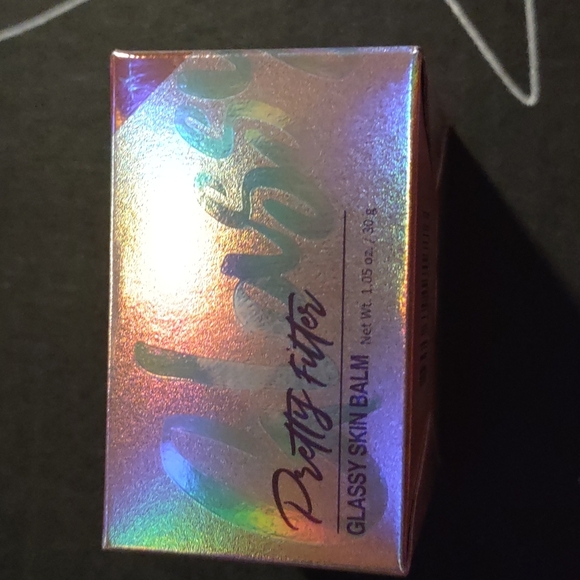 Pretty Filter
GLASSY SKIN BALM Net Wt. 1.05 oz. / 30 g